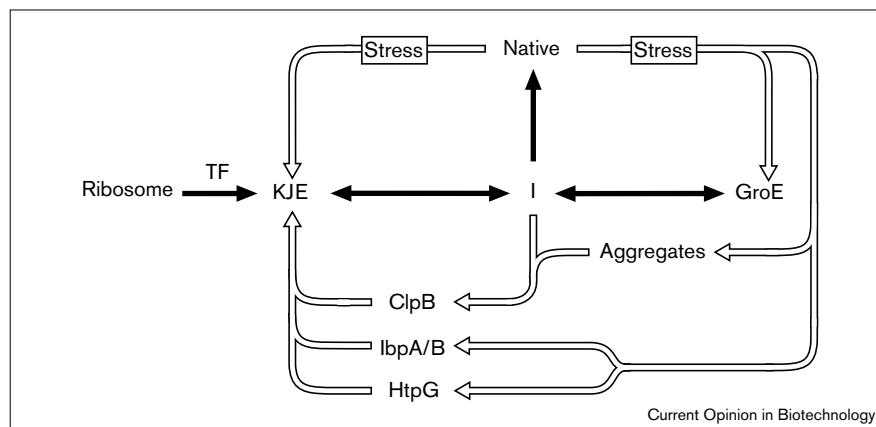 Stress Native Stress
TF
Ribosome KJE I GroE
Aggregates
ClpB
IbpA/B
HtpG
Current Opinion in Biotechnology